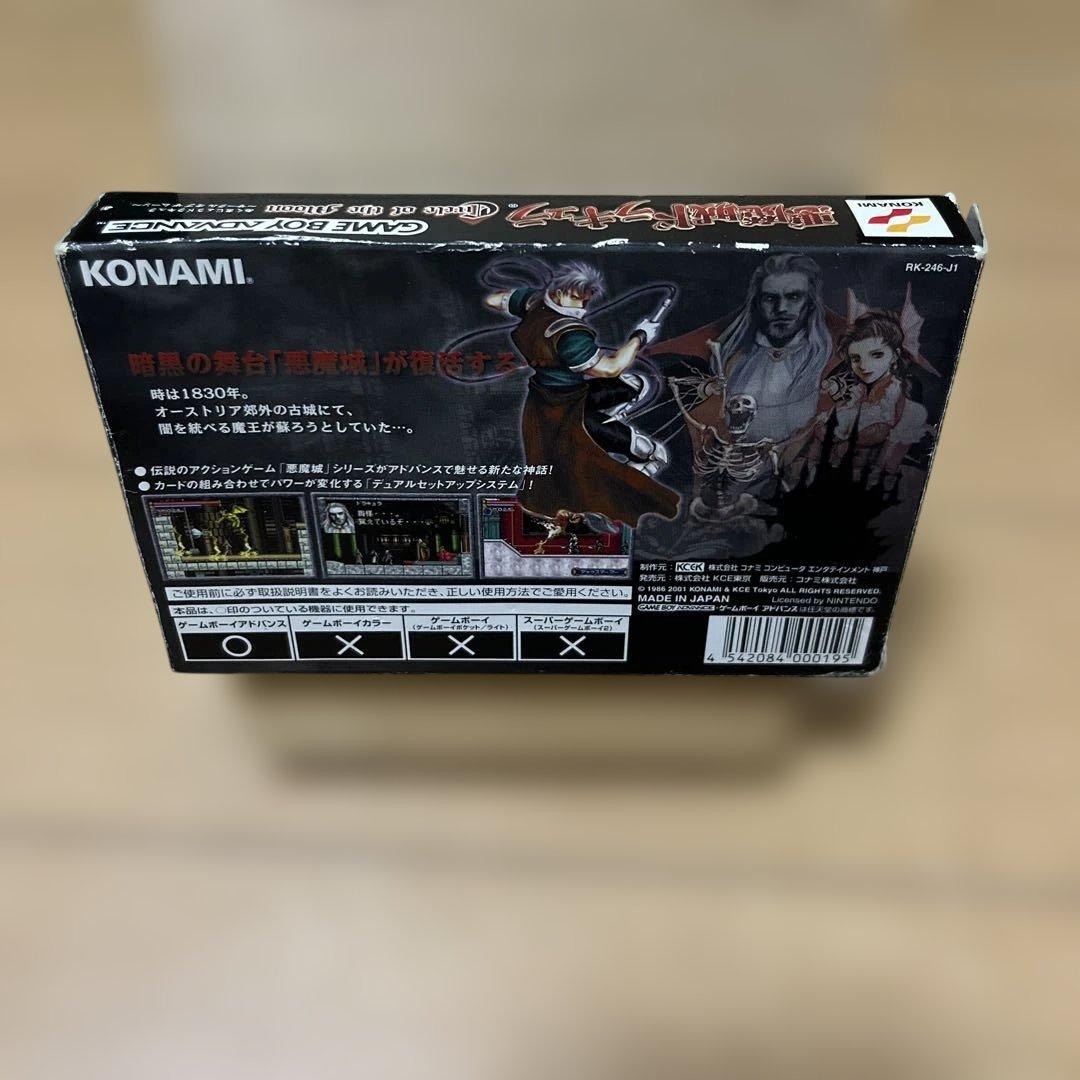 KONAMI
悪魔城ドラキュラ
Circle of the Moon
GAME BOY ADVANCE™
KONAMI®
RK-246-J1
暗黒の舞台「悪魔城」が復活する…
時は1830年。
オーストリア郊外の古城にて、
闇を統べる魔王が蘇ろうとしていた…。
● 伝説のアクションゲーム「悪魔城」シリーズがアドバンスで魅せる新たな神話!
● カードの組み合わせでパワーが変化する「デュアルセットアップシステム」!
ドラキュラ
覚えているぞ・・・
制作元: KCEK 株式会社 コナミ コンピュータ エンタテインメント 神戸
発売元: 株式会社 KCE東京 販売元: コナミ株式会社
© 1986 2001 KONAMI & KCE Tokyo ALL RIGHTS RESERVED.
MADE IN JAPAN
Licensed by NINTENDO
GAME BOY ADVANCE・ゲームボーイ アドバンスは任天堂の商標です。
ご使用前に必ず取扱説明書をよくお読みいただき、正しい使用方法でご愛用ください。
本品は、○印のついている機器に使用できます。
ゲームボーイアドバンス
○
ゲームボーイカラー
×
ゲームボーイ
(ゲームボーイポケット/ライト)
×
スーパーゲームボーイ
(スーパーゲームボーイ2)
×
4 542084 000195